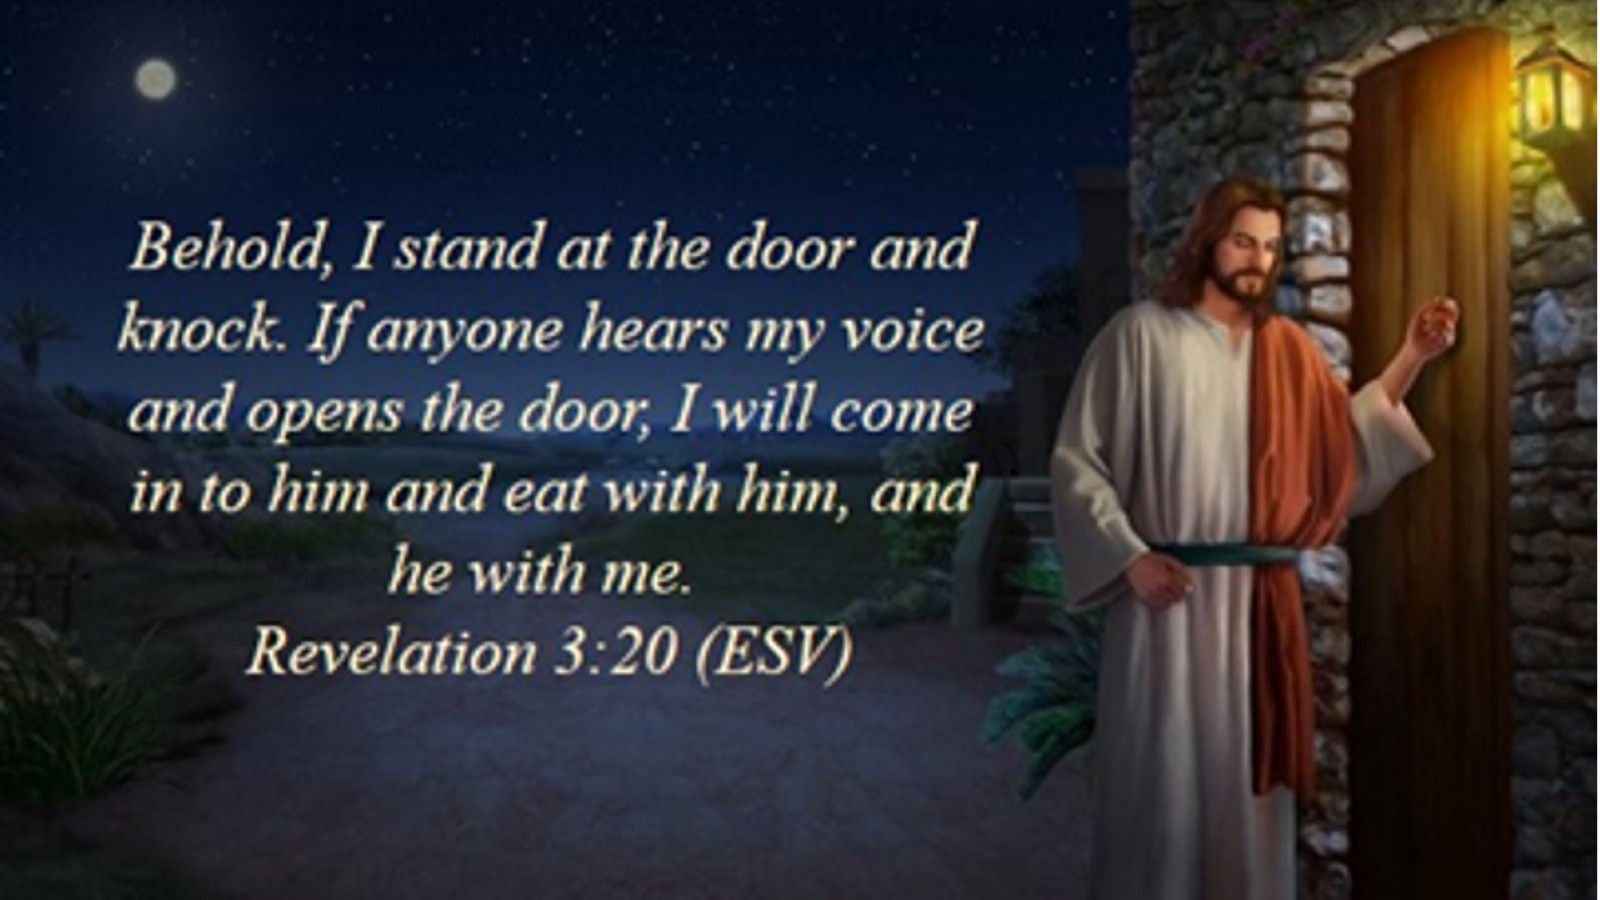 Behold, I stand at the door and
knock. If anyone hears my voice
and opens the door, I will come
in to him and eat with him, and
he with me.
Revelation 3:20 (ESV)